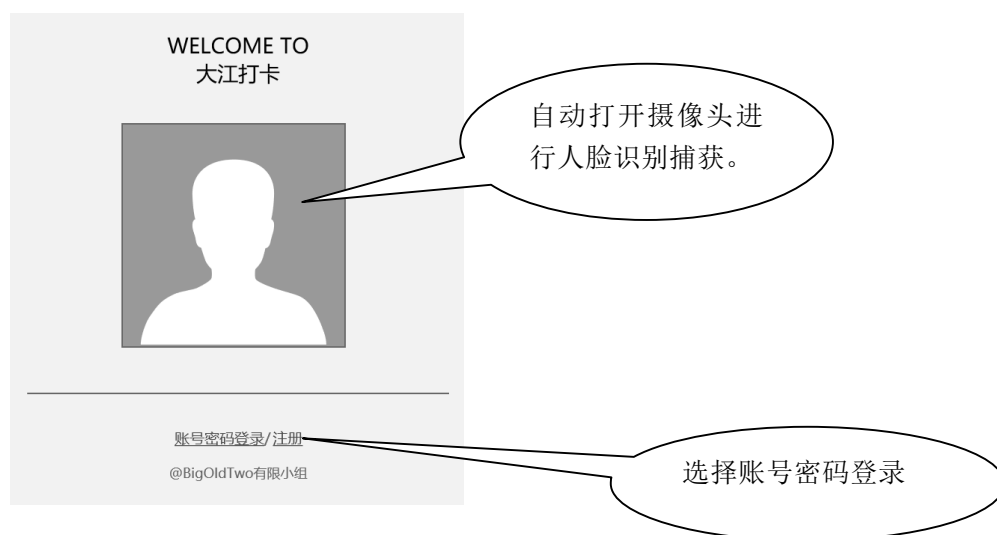 WELCOME TO
大江打卡
自动打开摄像头进
行人脸识别捕获。
账号密码登录/注册
@BigOldTwo有限小组
选择账号密码登录